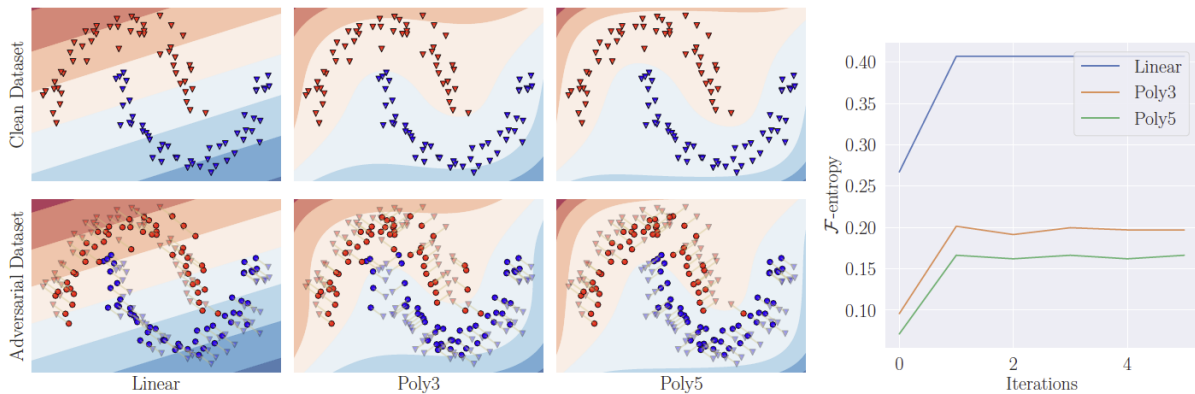 Clean Dataset
Adversarial Dataset
Linear
Poly3
Poly5
0.40
0.35
0.30
0.25
0.20
0.15
0.10
ℱ-entropy
Linear
Poly3
Poly5
0
2
4
Iterations